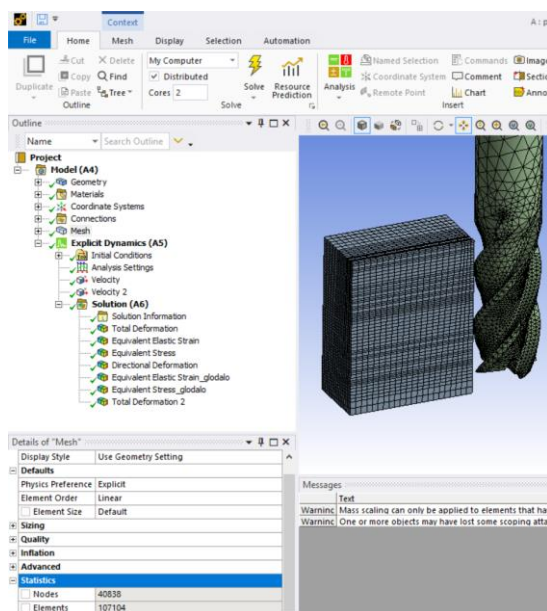 Context
A : p
File Home Mesh Display Selection Automation
Duplicate
Cut
Copy
Paste
Delete
Find
Tree
Outline
My Computer
Distributed
Cores 2
Solve
Resource Prediction
Solve
Analysis
Named Selection
Coordinate System
Remote Point
Commands
Comment
Chart
Image
Section
Anno
Insert
Outline
Name Search Outline
Project
Model (A4)
Geometry
Materials
Coordinate Systems
Connections
Mesh
Explicit Dynamics (A5)
Initial Conditions
Analysis Settings
Velocity
Velocity 2
Solution (A6)
Solution Information
Total Deformation
Equivalent Elastic Strain
Equivalent Stress
Directional Deformation
Equivalent Elastic Strain_glodalo
Equivalent Stress_glodalo
Total Deformation 2
Details of "Mesh"
Display Style Use Geometry Setting
Defaults
Physics Preference Explicit
Element Order Linear
Element Size Default
Sizing
Quality
Inflation
Advanced
Statistics
Nodes 40838
Elements 107104
Messages
Text
Warning Mass scaling can only be applied to elements that ha
Warning One or more objects may have lost some scoping atta